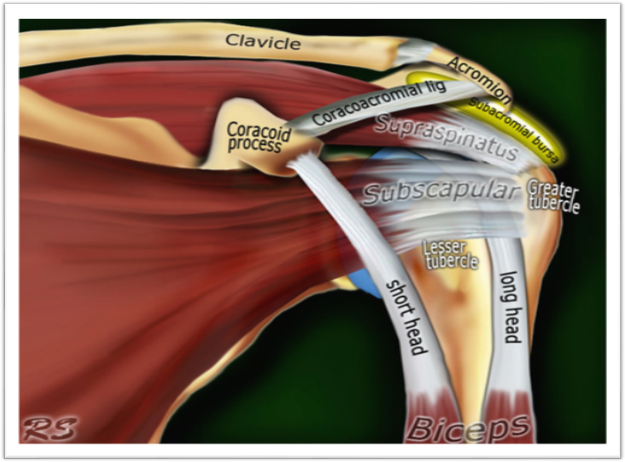 Clavicle
Acromion
Coracoacromial lig
subacromial bursa
Supraspinatus
Coracoid
process
Subscapular
Greater
tubercle
Lesser
tubercle
short head
long head
Biceps
RS